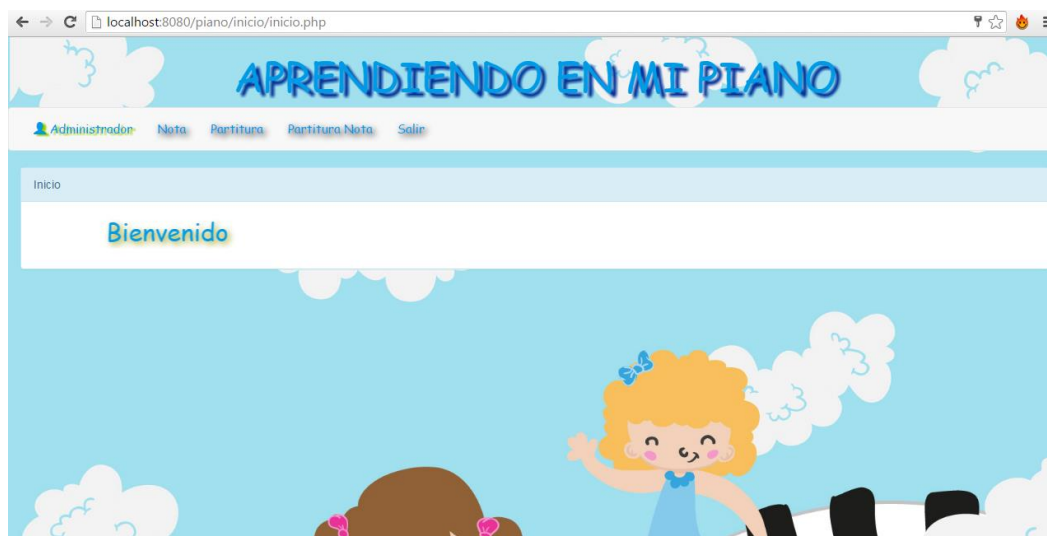 localhost:8080/piano/inicio/inicio.php
APRENDIENDO EN MI PIANO
Administrador Nota Partitura Partitura Nota Salir
Inicio
Bienvenido